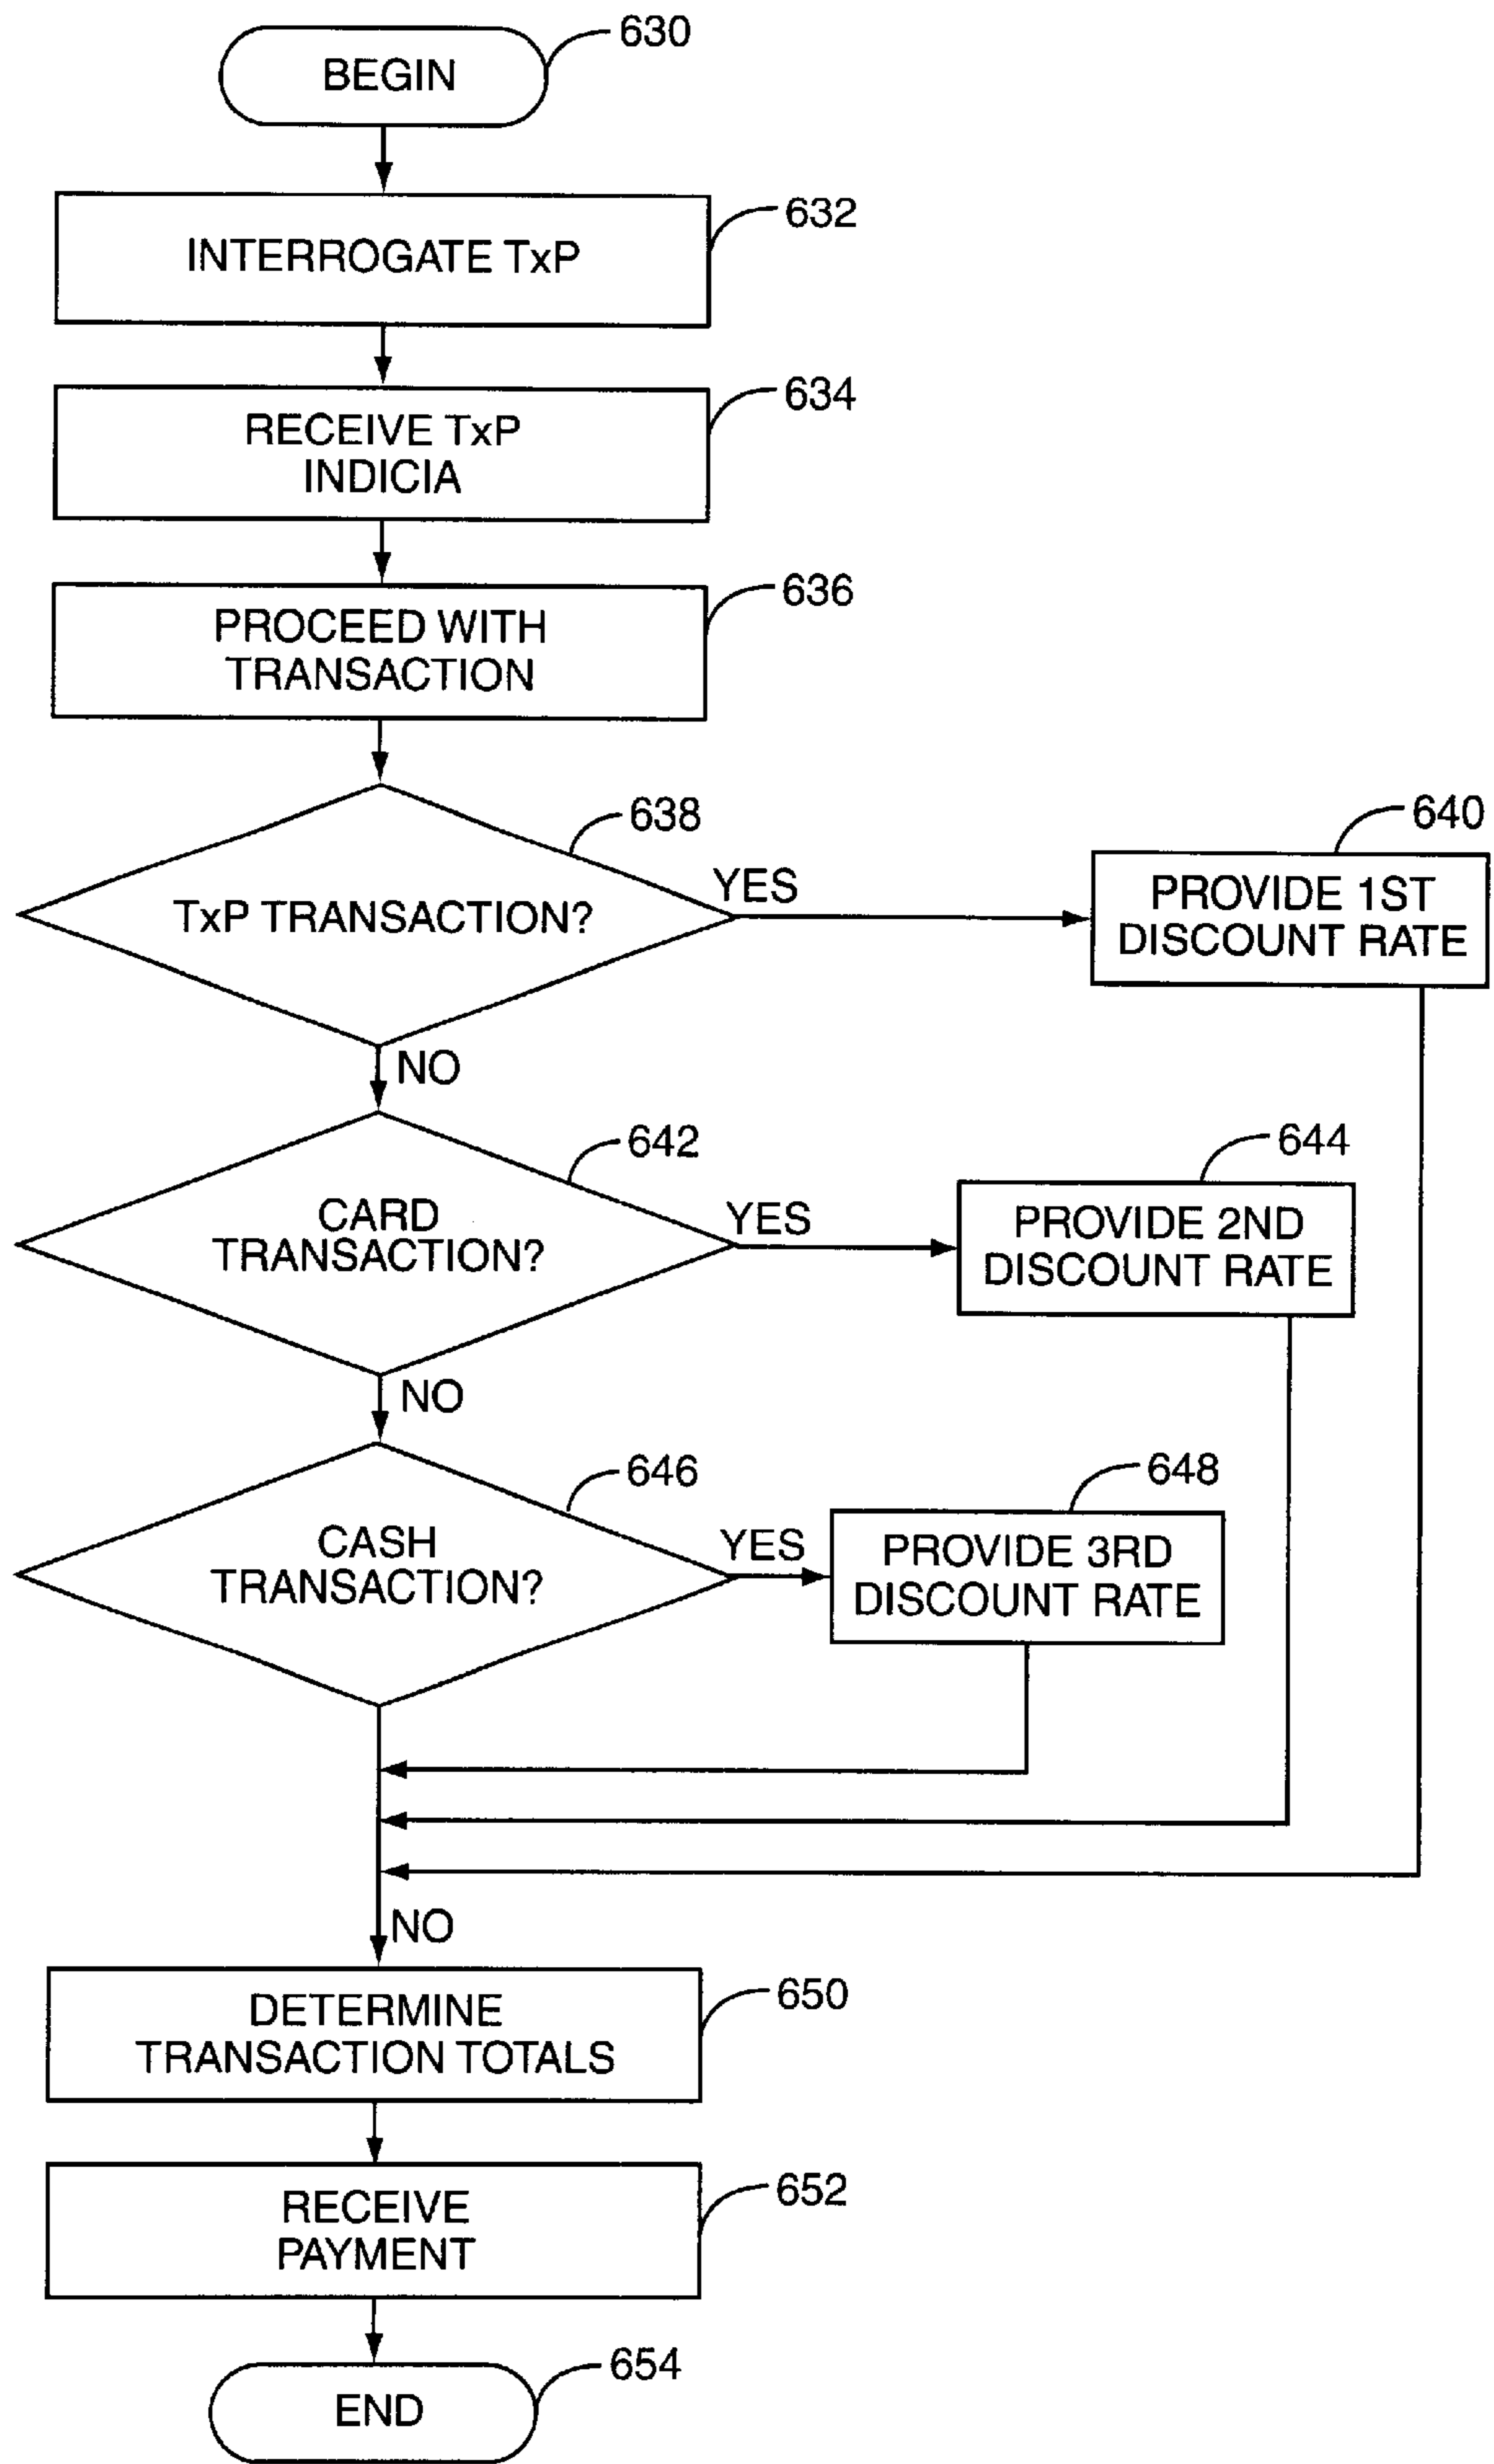 630
BEGIN
632
INTERROGATE TxP
634
RECEIVE TxP
INDICIA
636
PROCEED WITH
TRANSACTION
638
TxP TRANSACTION?
YES
640
PROVIDE 1ST
DISCOUNT RATE
NO
642
CARD
TRANSACTION?
YES
644
PROVIDE 2ND
DISCOUNT RATE
NO
646
CASH
TRANSACTION?
YES
648
PROVIDE 3RD
DISCOUNT RATE
NO
650
DETERMINE
TRANSACTION TOTALS
652
RECEIVE
PAYMENT
654
END